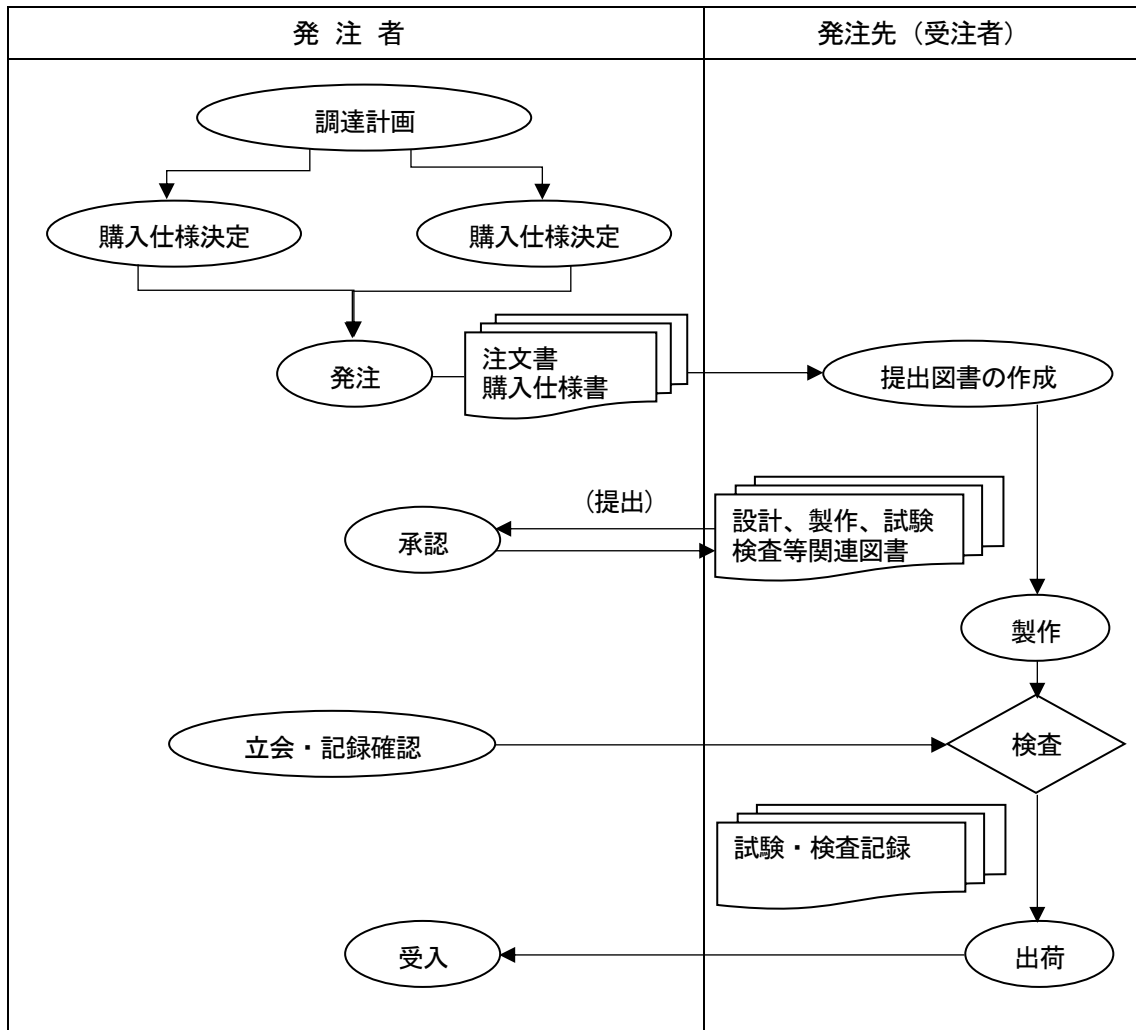 発 注 者
発注先（受注者）
調達計画
購入仕様決定
購入仕様決定
発注
注文書
購入仕様書
提出図書の作成
（提出）
承認
設計、製作、試験
検査等関連図書
製作
立会・記録確認
検査
試験・検査記録
受入
出荷